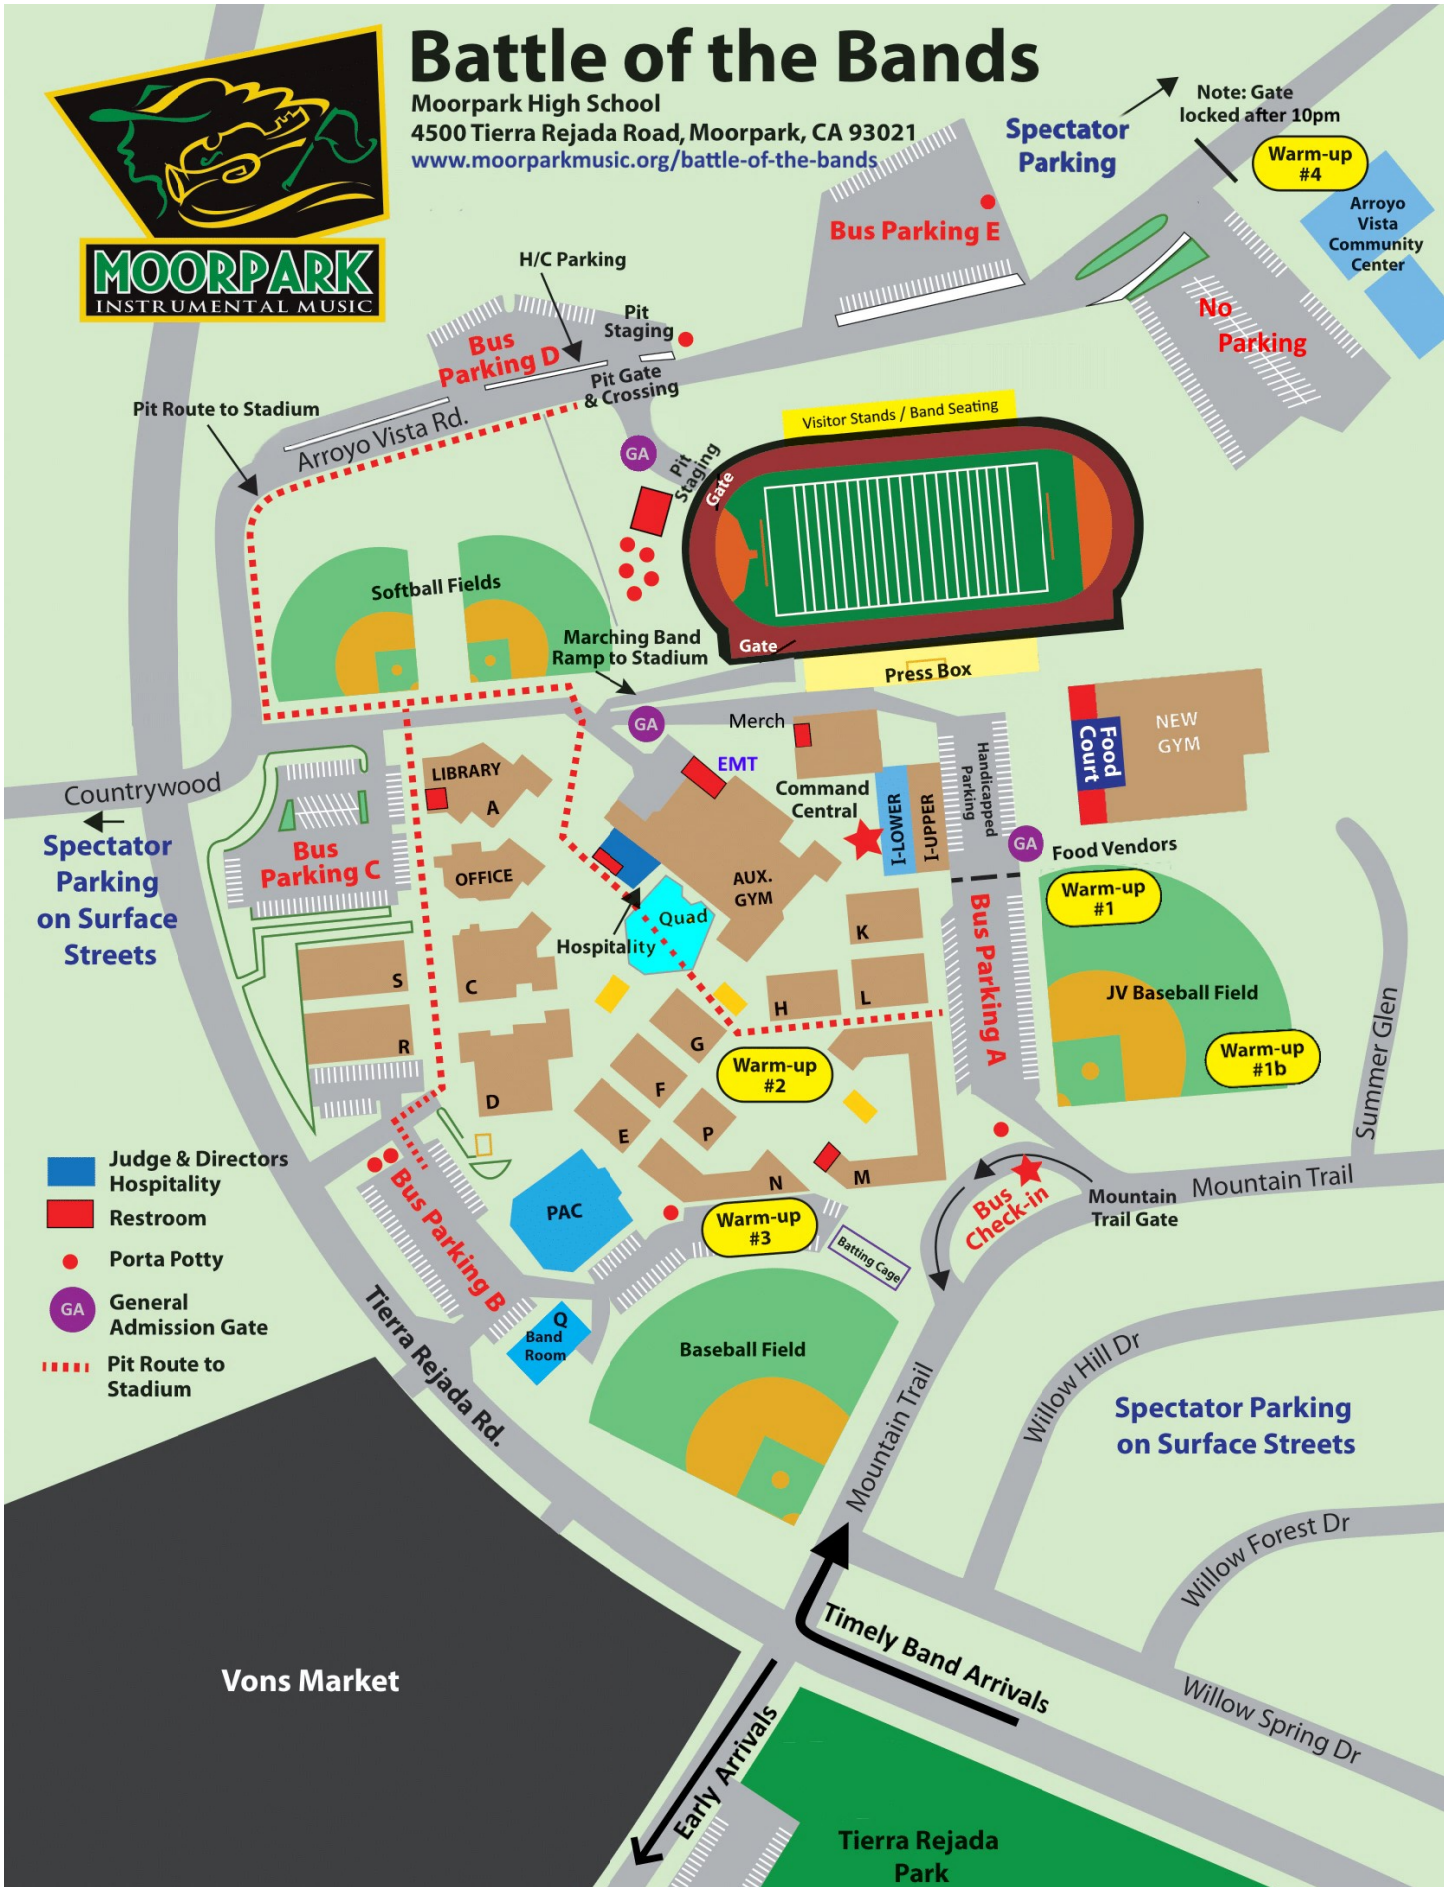 Battle of the Bands
Moorpark High School
4500 Tierra Rejada Road, Moorpark, CA 93021
www.moorparkmusic.org/battle-of-the-bands
MOORPARK
INSTRUMENTAL MUSIC
Note: Gate
locked after 10pm
Spectator
Parking
Warm-up
#4
Arroyo
Vista
Community
Center
Bus Parking E
No
Parking
H/C Parking
Pit
Staging
Bus
Parking D
Pit Gate
& Crossing
Pit Route to Stadium
Arroyo Vista Rd.
GA
Pit
Staging
Visitor Stands / Band Seating
Gate
Softball Fields
Marching Band
Ramp to Stadium
Gate
Press Box
GA
Merch
NEW
GYM
Food
Court
Handicapped
Parking
EMT
Command
Central
I-LOWER
I-UPPER
GA
Food Vendors
Countrywood
Spectator
Parking
on Surface
Streets
LIBRARY
A
Bus
Parking C
OFFICE
AUX.
GYM
Quad
Hospitality
Warm-up
#1
K
Bus Parking A
S
C
H
L
JV Baseball Field
R
G
Warm-up
#2
Warm-up
#1b
Summer Glen
D
F
E
P
N
M
Judge & Directors
Hospitality
Restroom
Porta Potty
GA
General
Admission Gate
Pit Route to
Stadium
Bus Parking B
PAC
Warm-up
#3
Batting Cage
Bus
Check-in
Mountain
Trail Gate
Mountain Trail
Q
Band
Room
Tierra Rejada Rd.
Baseball Field
Mountain Trail
Willow Hill Dr
Spectator Parking
on Surface Streets
Willow Forest Dr
Timely Band Arrivals
Willow Spring Dr
Vons Market
Early Arrivals
Tierra Rejada
Park